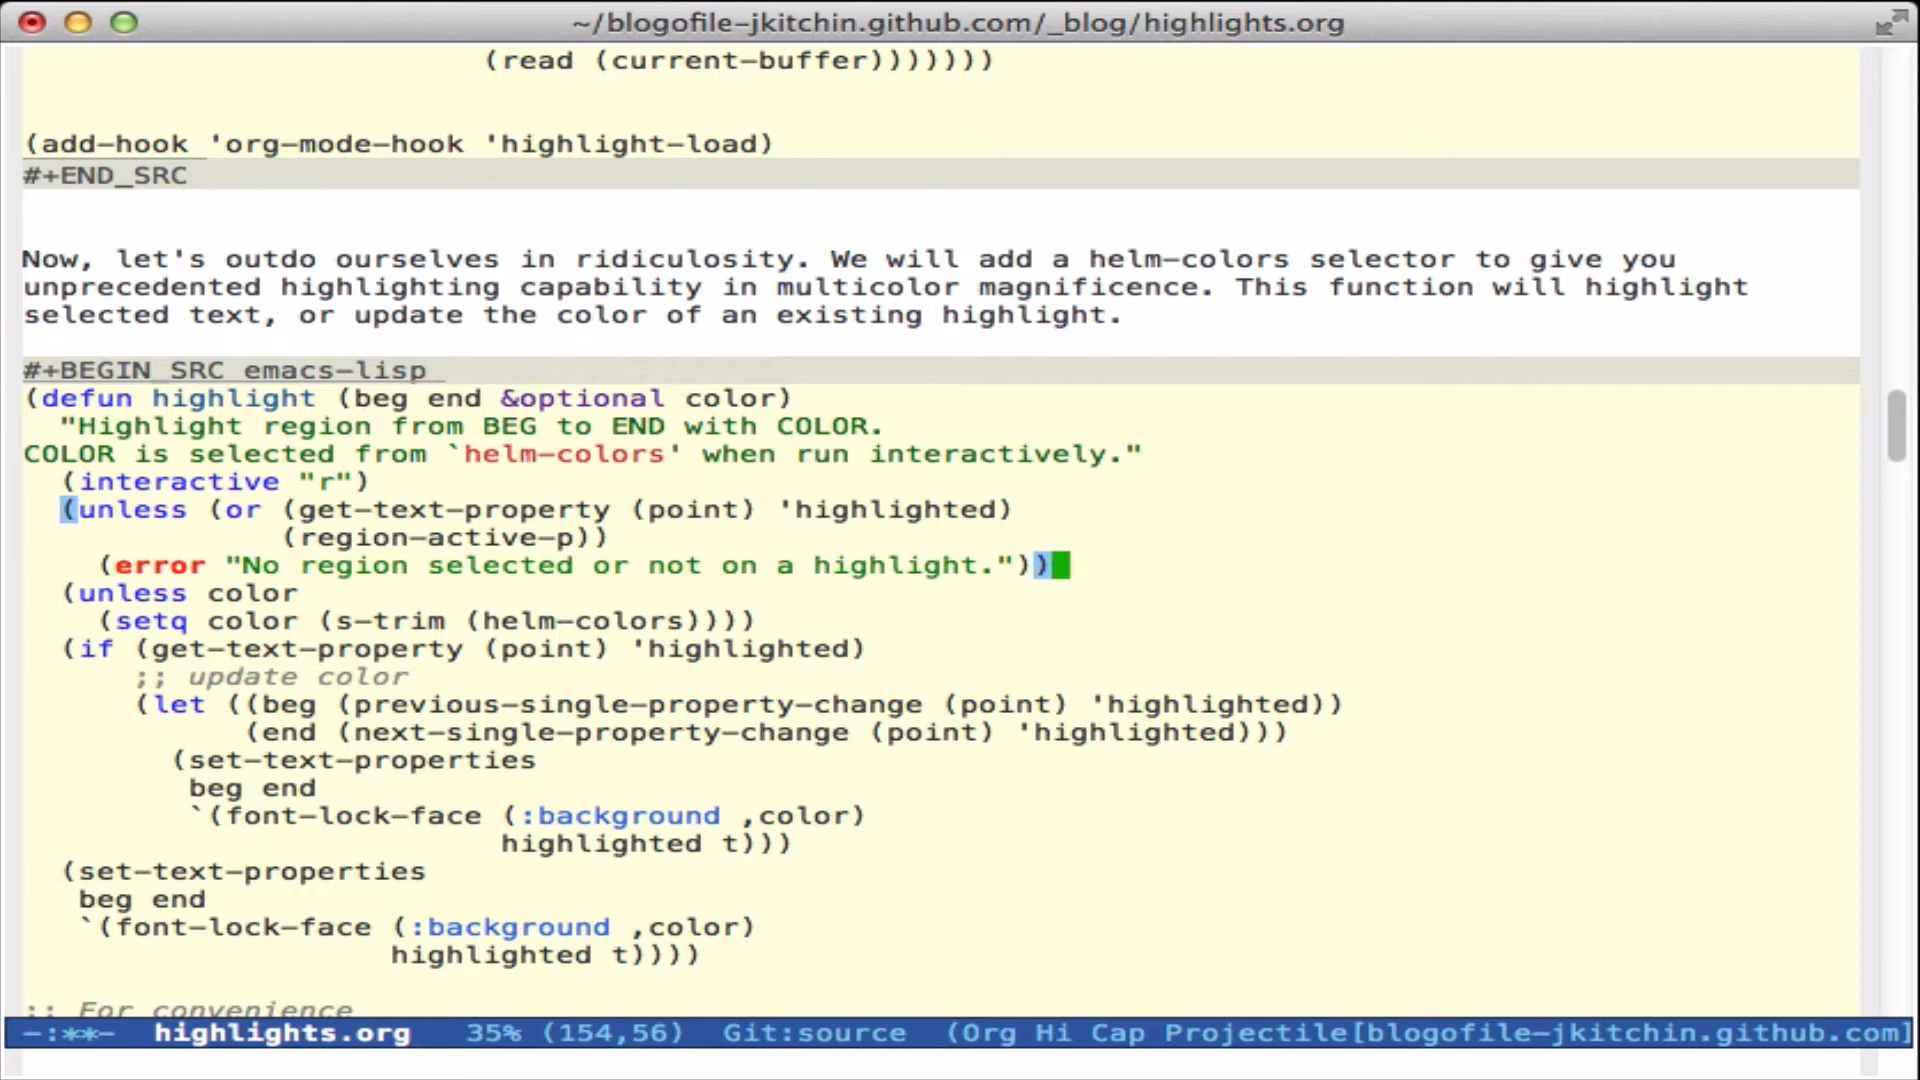 ~/blogofile-jkitchin.github.com/_blog/highlights.org
(read (current-buffer)))))))
(add-hook 'org-mode-hook 'highlight-load)
#+END_SRC
Now, let's outdo ourselves in ridiculosity. We will add a helm-colors selector to give you
unprecedented highlighting capability in multicolor magnificence. This function will highlight
selected text, or update the color of an existing highlight.
#+BEGIN_SRC emacs-lisp
(defun highlight (beg end &optional color)
"Highlight region from BEG to END with COLOR.
COLOR is selected from `helm-colors' when run interactively."
(interactive "r")
(unless (or (get-text-property (point) 'highlighted)
(region-active-p))
(error "No region selected or not on a highlight."))
(unless color
(setq color (s-trim (helm-colors))))
(if (get-text-property (point) 'highlighted)
;; update color
(let ((beg (previous-single-property-change (point) 'highlighted))
(end (next-single-property-change (point) 'highlighted)))
(set-text-properties
beg end
`(font-lock-face (:background ,color)
highlighted t)))
(set-text-properties
beg end
`(font-lock-face (:background ,color)
highlighted t))))
;; For convenience
-:**- highlights.org 35% (154,56) Git:source (Org Hi Cap Projectile[blogofile-jkitchin.github.com]